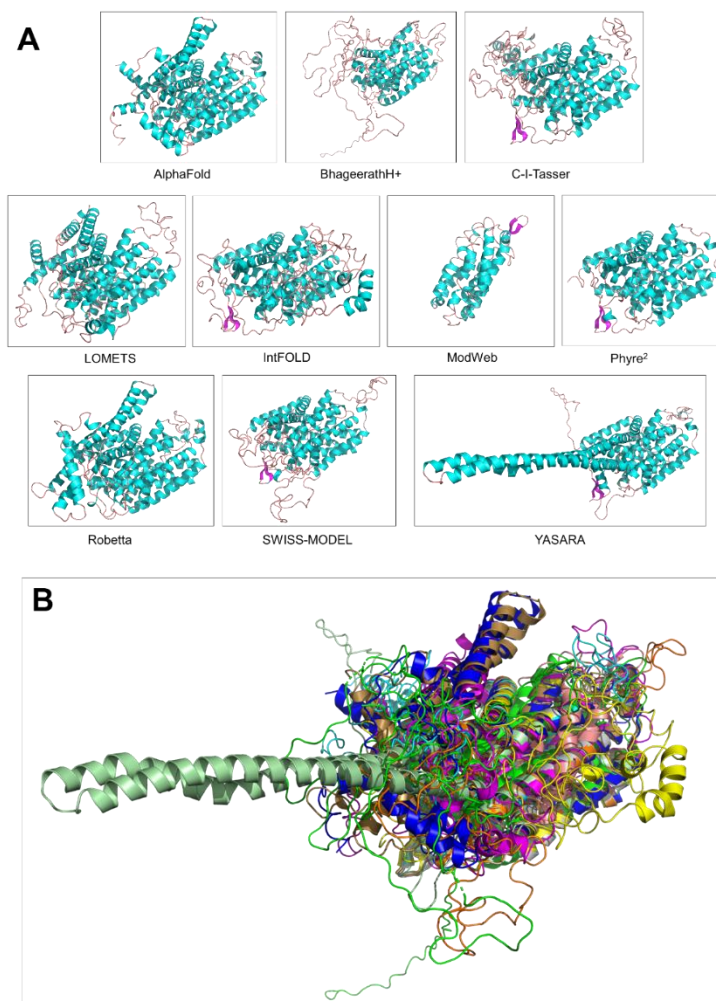 A
AlphaFold
BhageerathH+
C-I-Tasser
LOMETS
IntFOLD
ModWeb
Phyre²
Robetta
SWISS-MODEL
YASARA
B